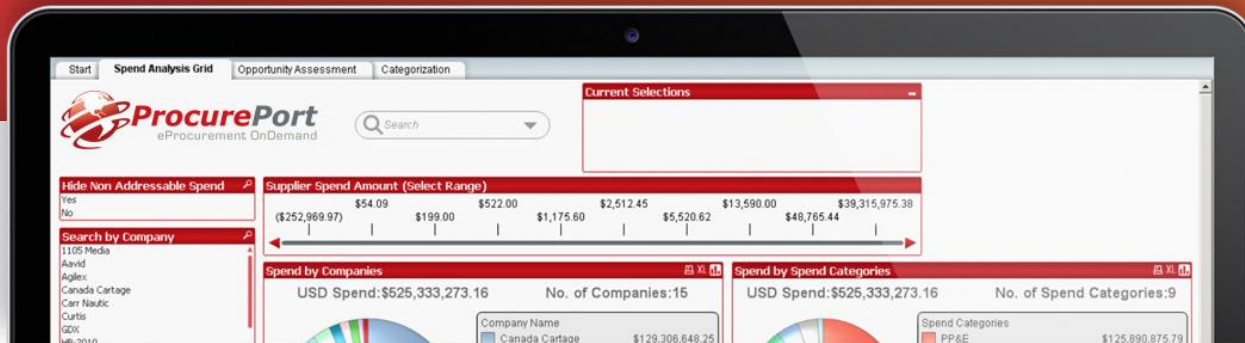 Start Spend Analysis Grid Opportunity Assessment Categorization
ProcurePort
eProcurement OnDemand
Search
Current Selections
Hide Non Addressable Spend
Yes
No
Supplier Spend Amount (Select Range)
$54.09 $522.00 $2,512.45 $13,590.00 $39,315,975.38
($252,969.97) $199.00 $1,175.60 $5,520.62 $48,765.44
Search by Company
1105 Media
Aavid
Agilex
Canada Cartage
Carr Nautic
Curtis
GDX
HR-2010
Spend by Companies XL
USD Spend:$525,333,273.16 No. of Companies:15
Company Name
Canada Cartage $129,306,648.25
Spend by Spend Categories XL
USD Spend:$525,333,273.16 No. of Spend Categories:9
Spend Categories
PP&E $125,890,875.79